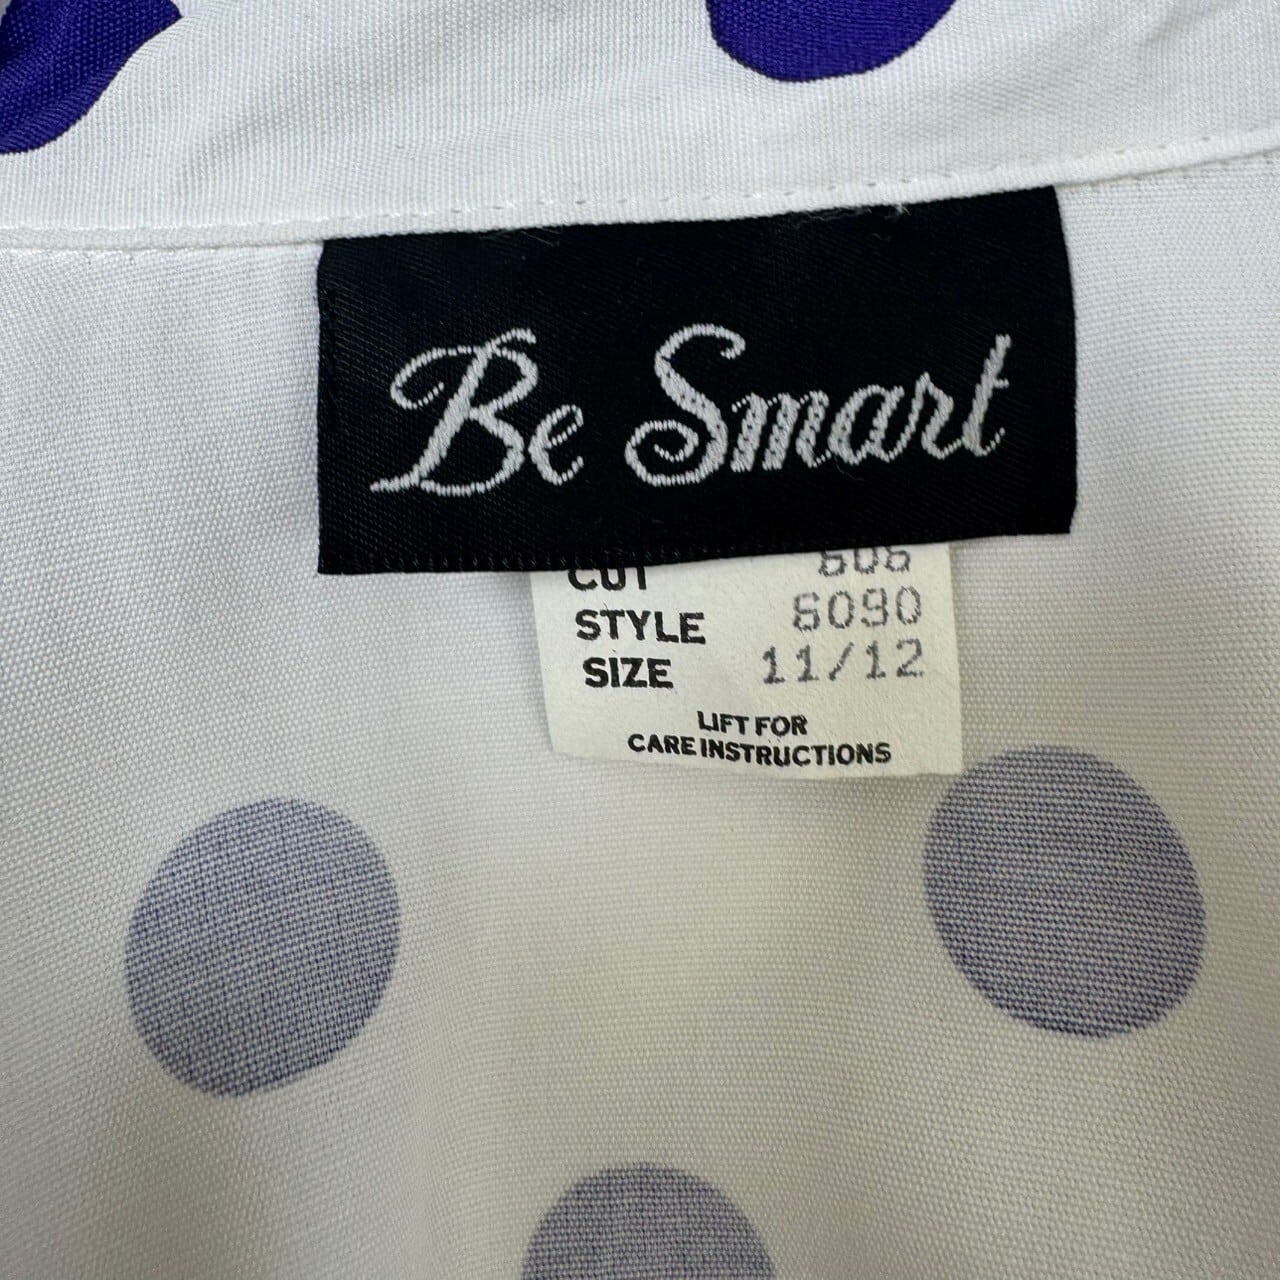 Be Smart
CUT 606
STYLE 6090
SIZE 11/12
LIFT FOR
CARE INSTRUCTIONS